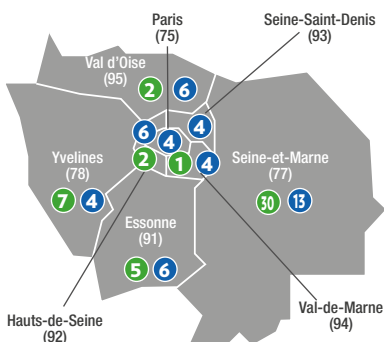 Paris
(75)
Seine-Saint-Denis
(93)
Val d'Oise
(95)
2 6
6
4
4
Yvelines
(78)
2
1
4
Seine-et-Marne
(77)
7 4
30 13
Essonne
(91)
5 6
Hauts-de-Seine
(92)
Val-de-Marne
(94)